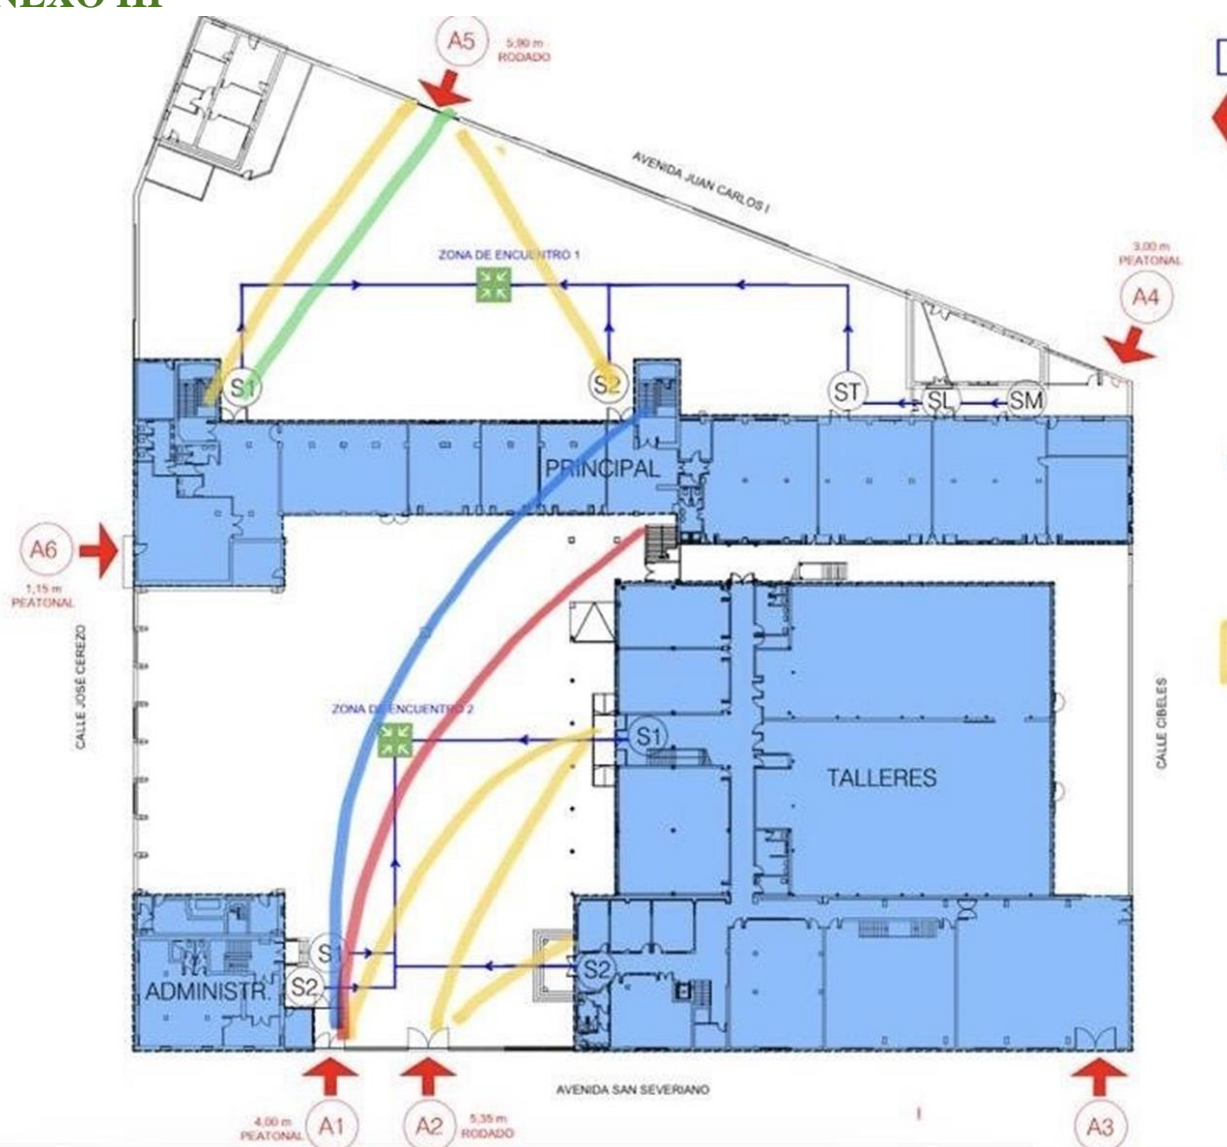 NEXO III
A5
5,90 m
RODADO
AVENIDA JUAN CARLOS I
ZONA DE ENCUENTRO 1
3,00 m
PEATONAL
A4
S1
S2
ST
SL
SM
PRINCIPAL
A6
1,15 m
PEATONAL
CALLE JOSÉ CEREZO
ZONA DE ENCUENTRO 2
S1
TALLERES
CALLE CIBELES
S1
S2
ADMINISTR.
S2
AVENIDA SAN SEVERIANO
4,00 m
PEATONAL
A1
A2
5,35 m
RODADO
A3